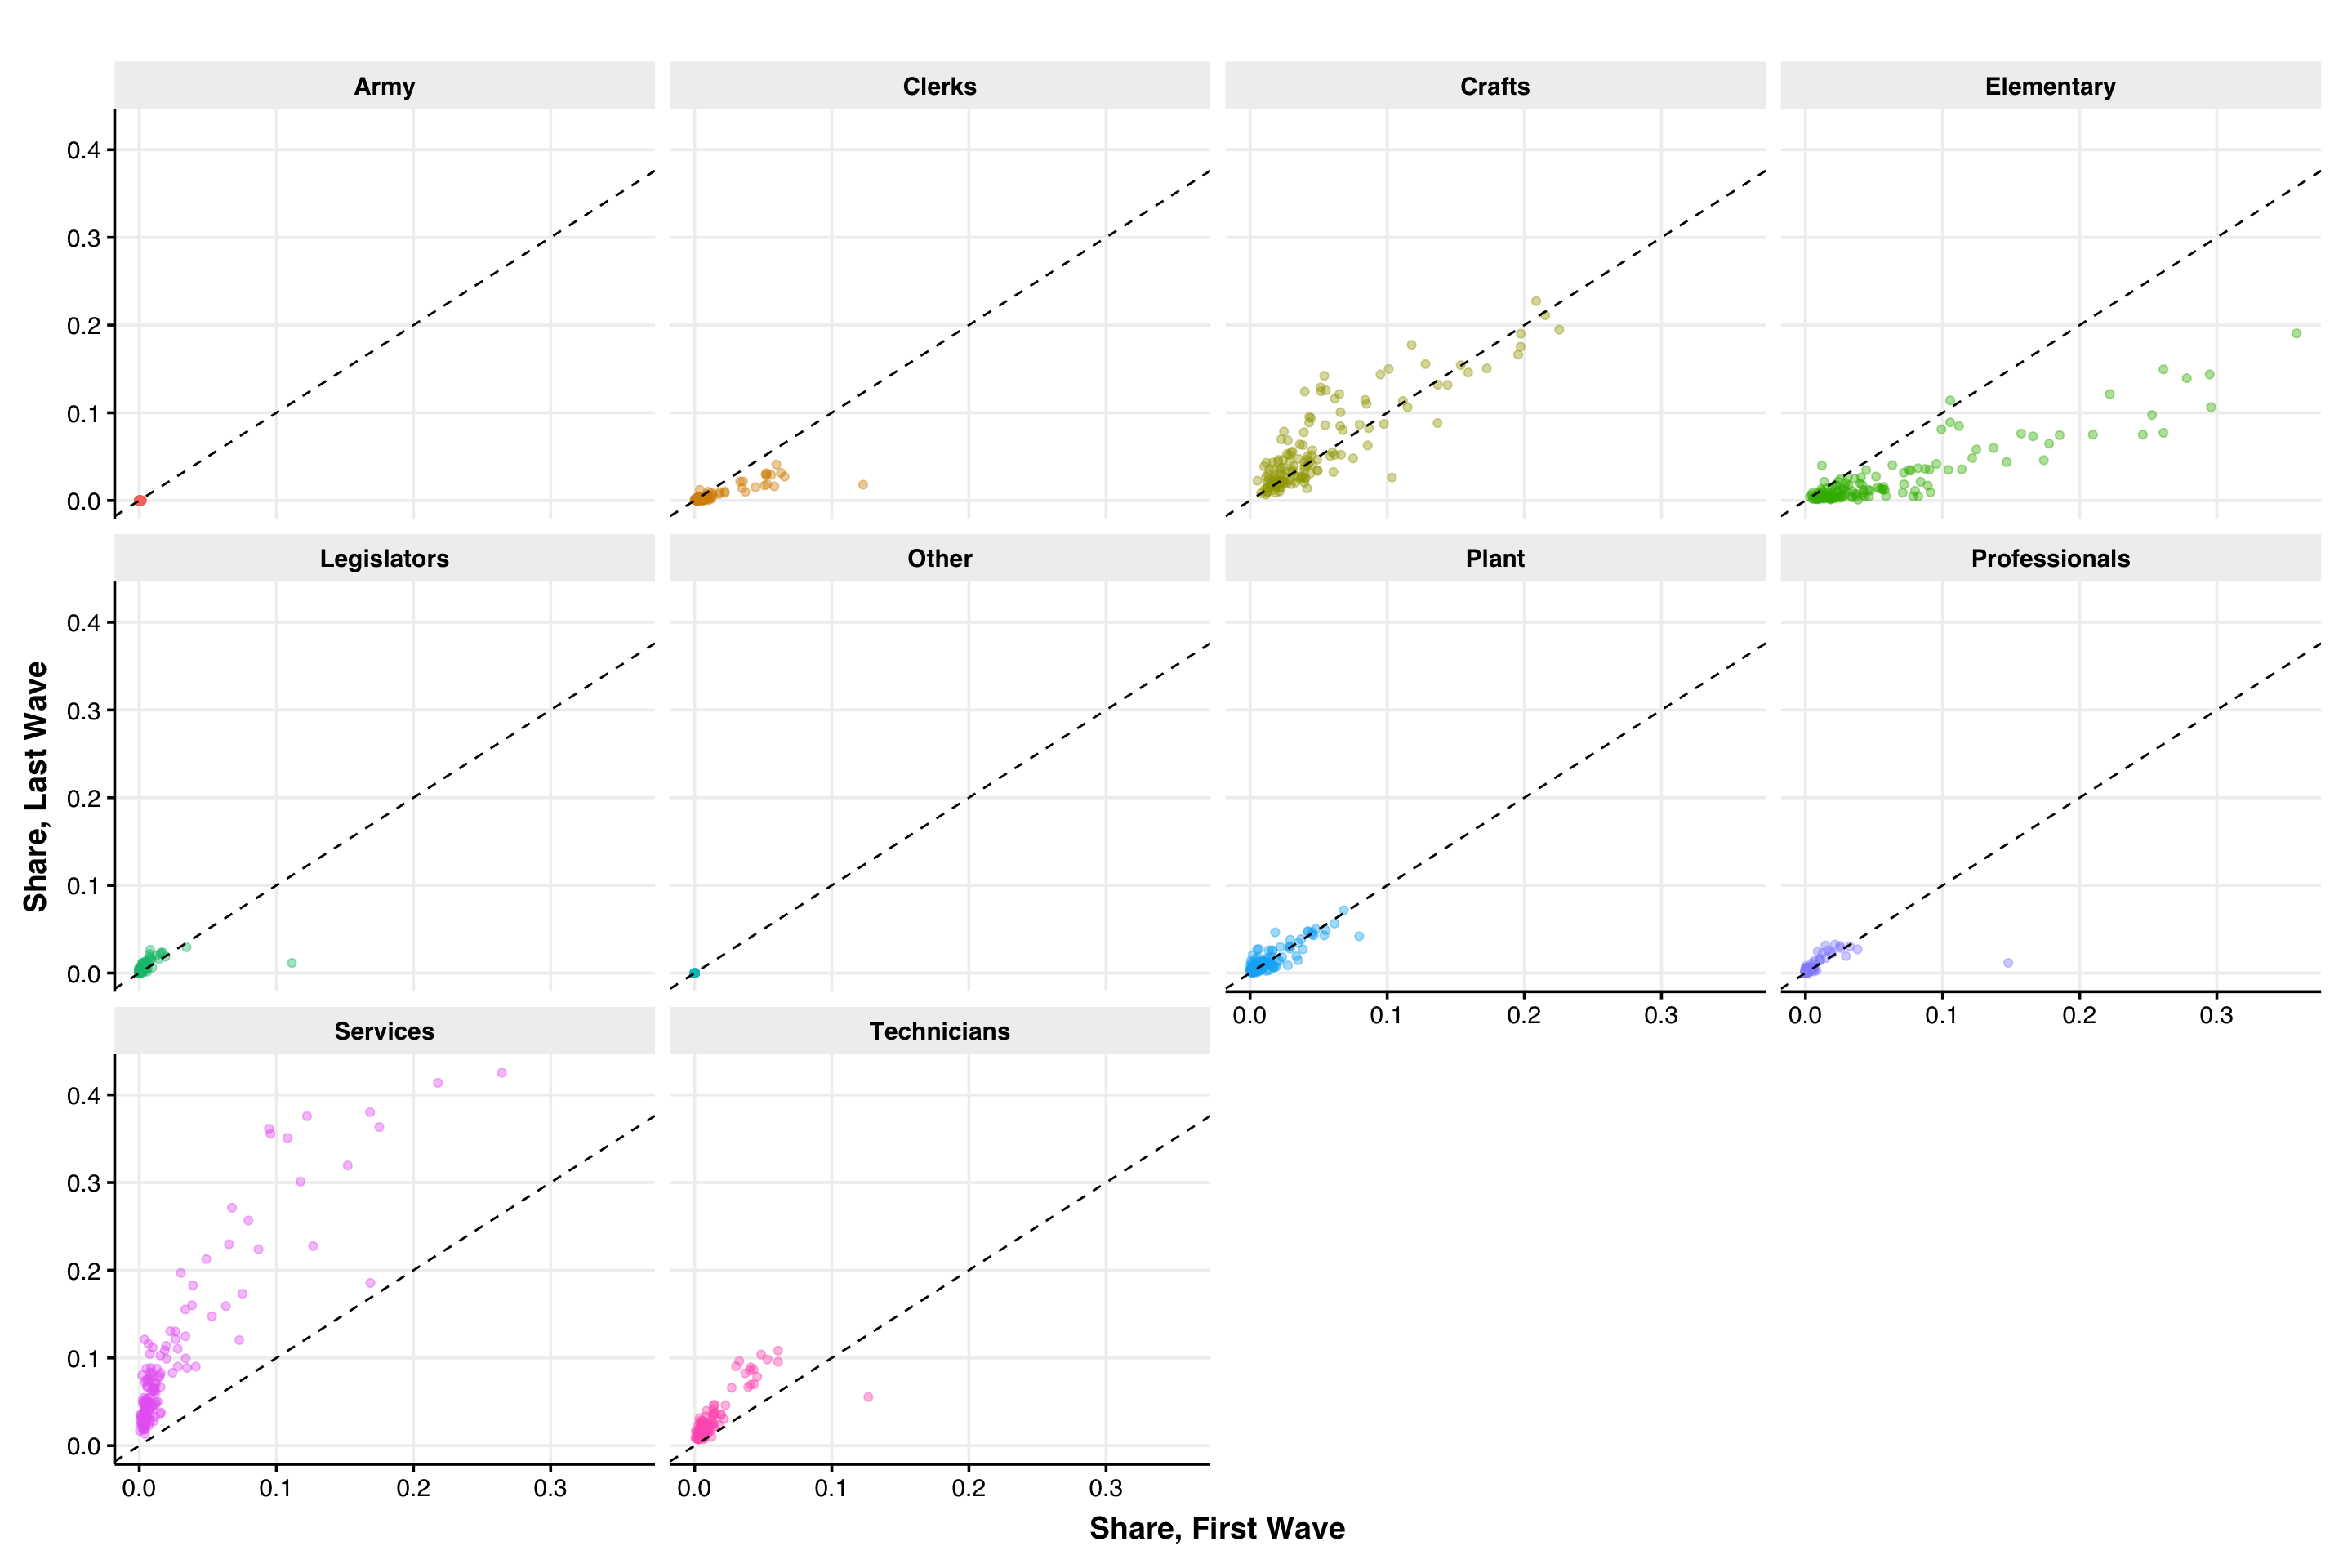 Army Clerks Crafts Elementary
0.4
0.3
0.2
0.1
0.0
Legislators Other Plant Professionals
0.4
0.3
0.2
0.1
0.0
0.0 0.1 0.2 0.3 0.0 0.1 0.2 0.3
Services Technicians
0.4
0.3
0.2
0.1
0.0
0.0 0.1 0.2 0.3 0.0 0.1 0.2 0.3
Share, First Wave
Share, Last Wave